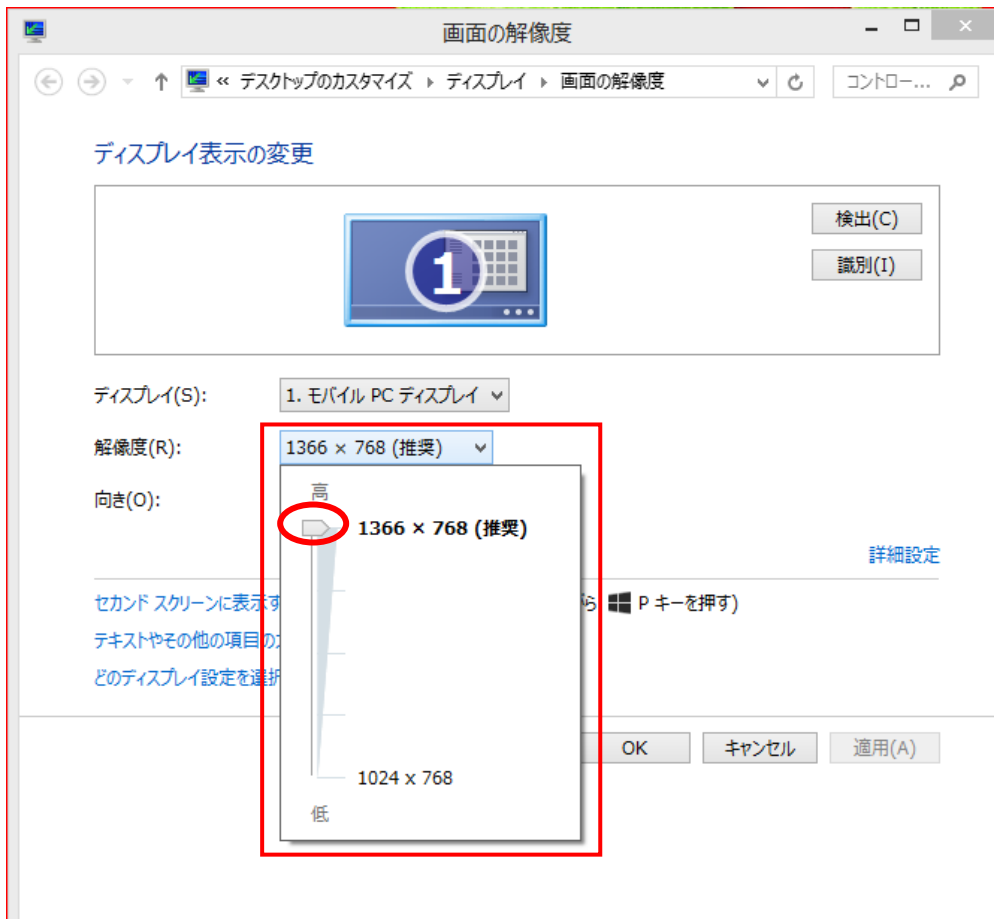 画面の解像度
« デスクトップのカスタマイズ ▸ ディスプレイ ▸ 画面の解像度
コントロー...
ディスプレイ表示の変更
1
検出(C)
識別(I)
ディスプレイ(S):
1. モバイル PC ディスプレイ
解像度(R):
1366 × 768 (推奨)
向き(O):
高
1366 × 768 (推奨)
詳細設定
セカンド スクリーンに表示す
P キーを押す)
テキストやその他の項目の
どのディスプレイ設定を選択
OK
キャンセル
適用(A)
1024 x 768
低